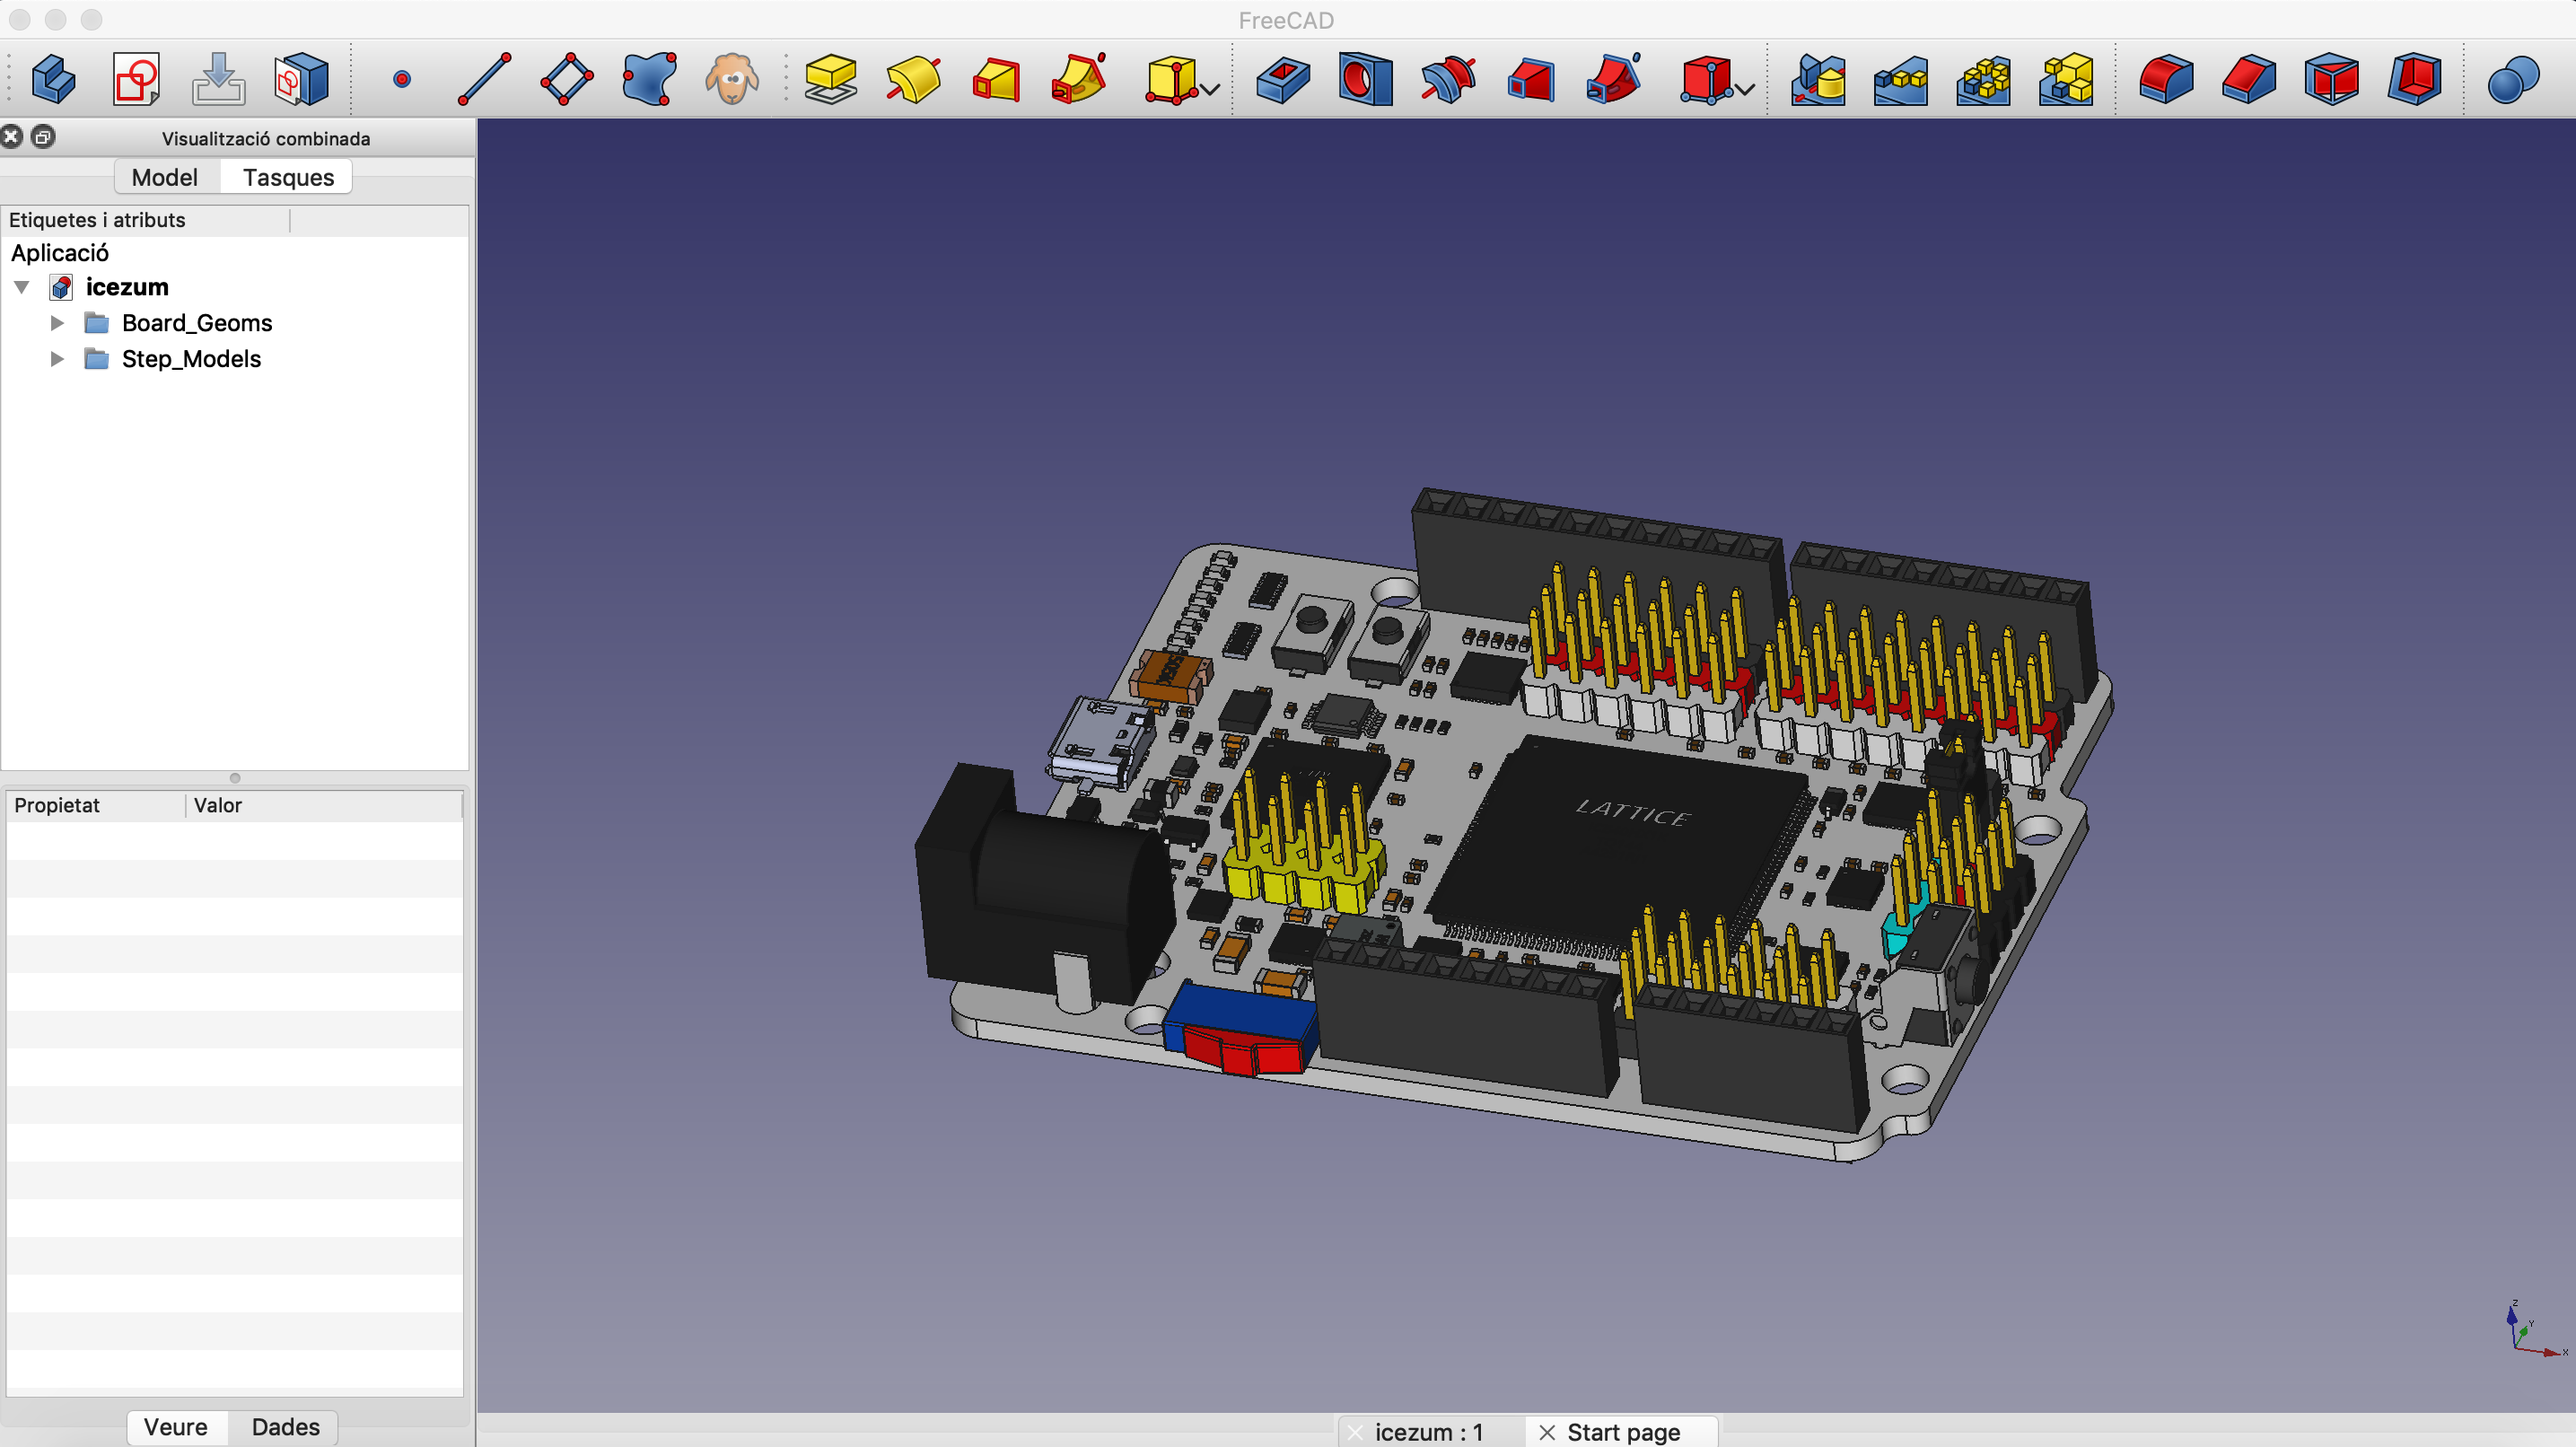 FreeCAD
Visualització combinada
Model Tasques
Etiquetes i atributs
Aplicació
icezum
Board_Geoms
Step_Models
LATTICE
Propietat Valor
Veure Dades
icezum : 1 Start page
Z
Y
X